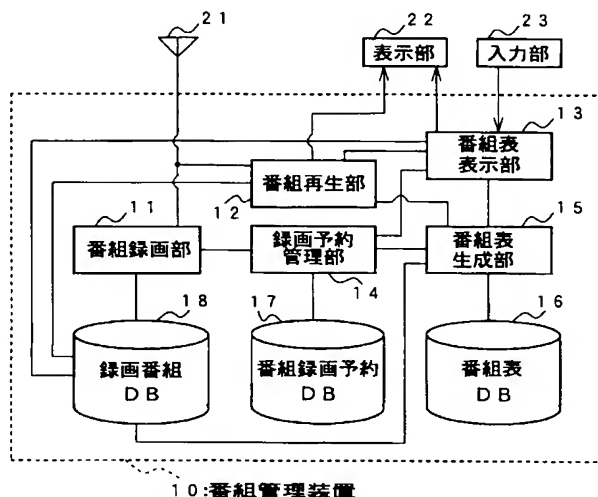 21
22
23
表示部
入力部
13
番組表
表示部
番組再生部
12
11
15
番組録画部
録画予約
管理部
番組表
生成部
14
18
17
16
録画番組
DB
番組録画予約
DB
番組表
DB
10:番組管理装置